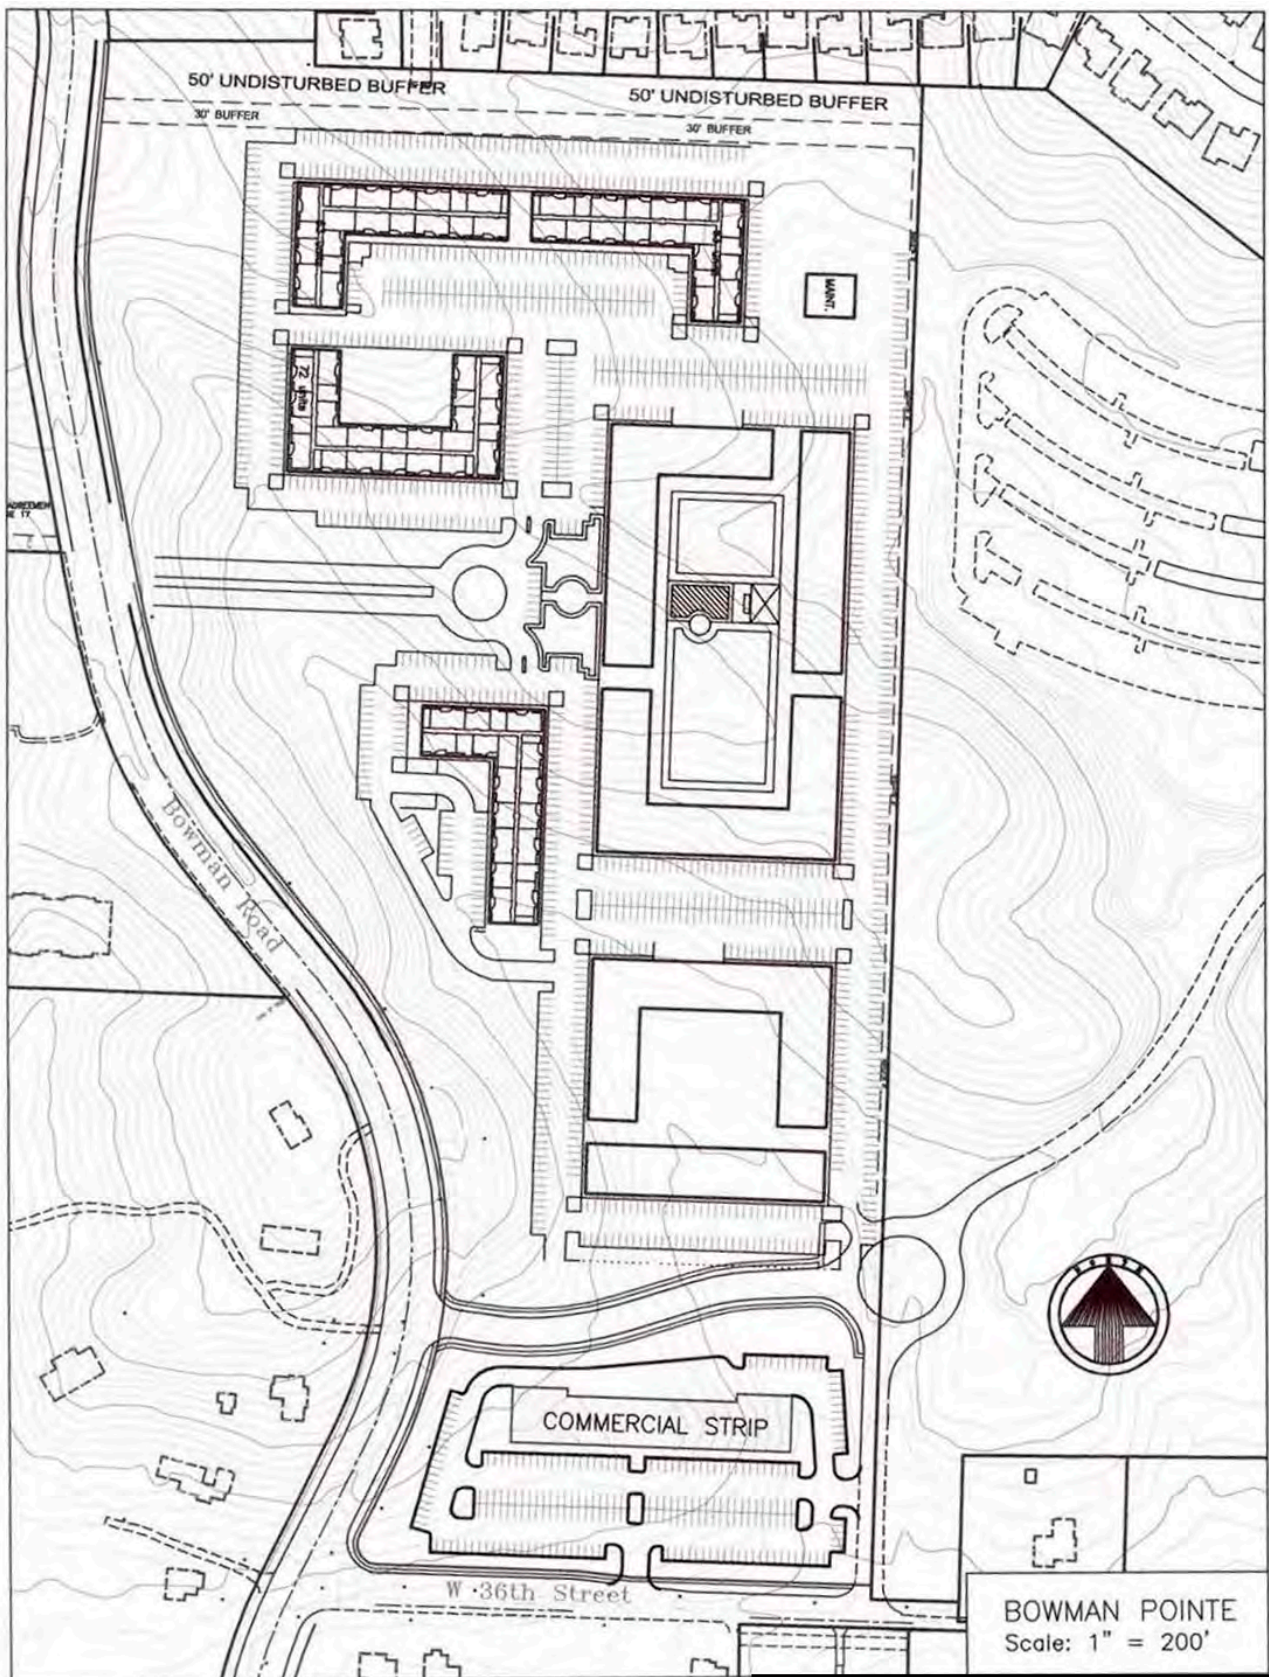 50' UNDISTURBED BUFFER
50' UNDISTURBED BUFFER
30' BUFFER
30' BUFFER
MAINT.
72 units
Bowman Road
COMMERCIAL STRIP
W 36th Street
NORTH
BOWMAN POINTE
Scale: 1" = 200'